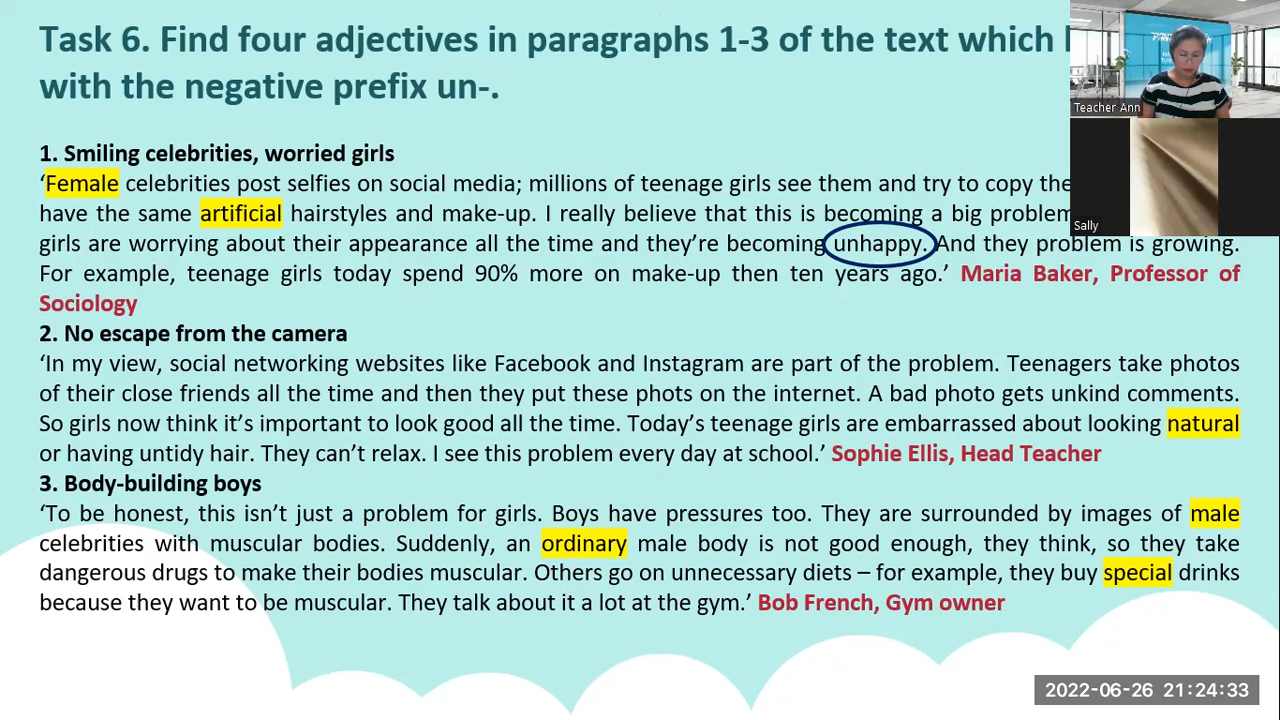 Task 6. Find four adjectives in paragraphs 1-3 of the text which
with the negative prefix un-.
Teacher Ann
1. Smiling celebrities, worried girls
‘Female celebrities post selfies on social media; millions of teenage girls see them and try to copy
have the same artificial hairstyles and make-up. I really believe that this is becoming a big problem
Sally
girls are worrying about their appearance all the time and they’re becoming unhappy. And they problem is growing.
For example, teenage girls today spend 90% more on make-up then ten years ago.’ Maria Baker, Professor of
Sociology
2. No escape from the camera
‘In my view, social networking websites like Facebook and Instagram are part of the problem. Teenagers take photos
of their close friends all the time and then they put these phots on the internet. A bad photo gets unkind comments.
So girls now think it’s important to look good all the time. Today’s teenage girls are embarrassed about looking natural
or having untidy hair. They can’t relax. I see this problem every day at school.’ Sophie Ellis, Head Teacher
3. Body-building boys
‘To be honest, this isn’t just a problem for girls. Boys have pressures too. They are surrounded by images of male
celebrities with muscular bodies. Suddenly, an ordinary male body is not good enough, they think, so they take
dangerous drugs to make their bodies muscular. Others go on unnecessary diets – for example, they buy special drinks
because they want to be muscular. They talk about it a lot at the gym.’ Bob French, Gym owner
2022-06-26 21:24:33